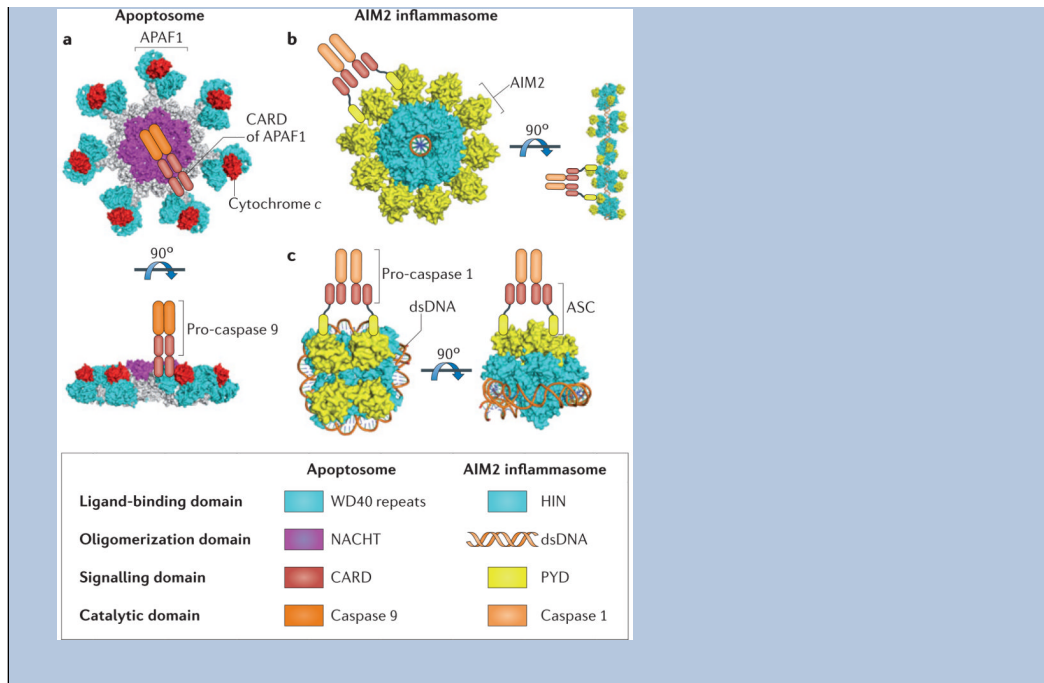 Apoptosome
AIM2 inflammasome
a
APAF1
CARD
of APAF1
Cytochrome c
90°
Pro-caspase 9
b
AIM2
90°
c
Pro-caspase 1
dsDNA
90°
ASC
Apoptosome AIM2 inflammasome
Ligand-binding domain WD40 repeats HIN
Oligomerization domain NACHT dsDNA
Signalling domain CARD PYD
Catalytic domain Caspase 9 Caspase 1